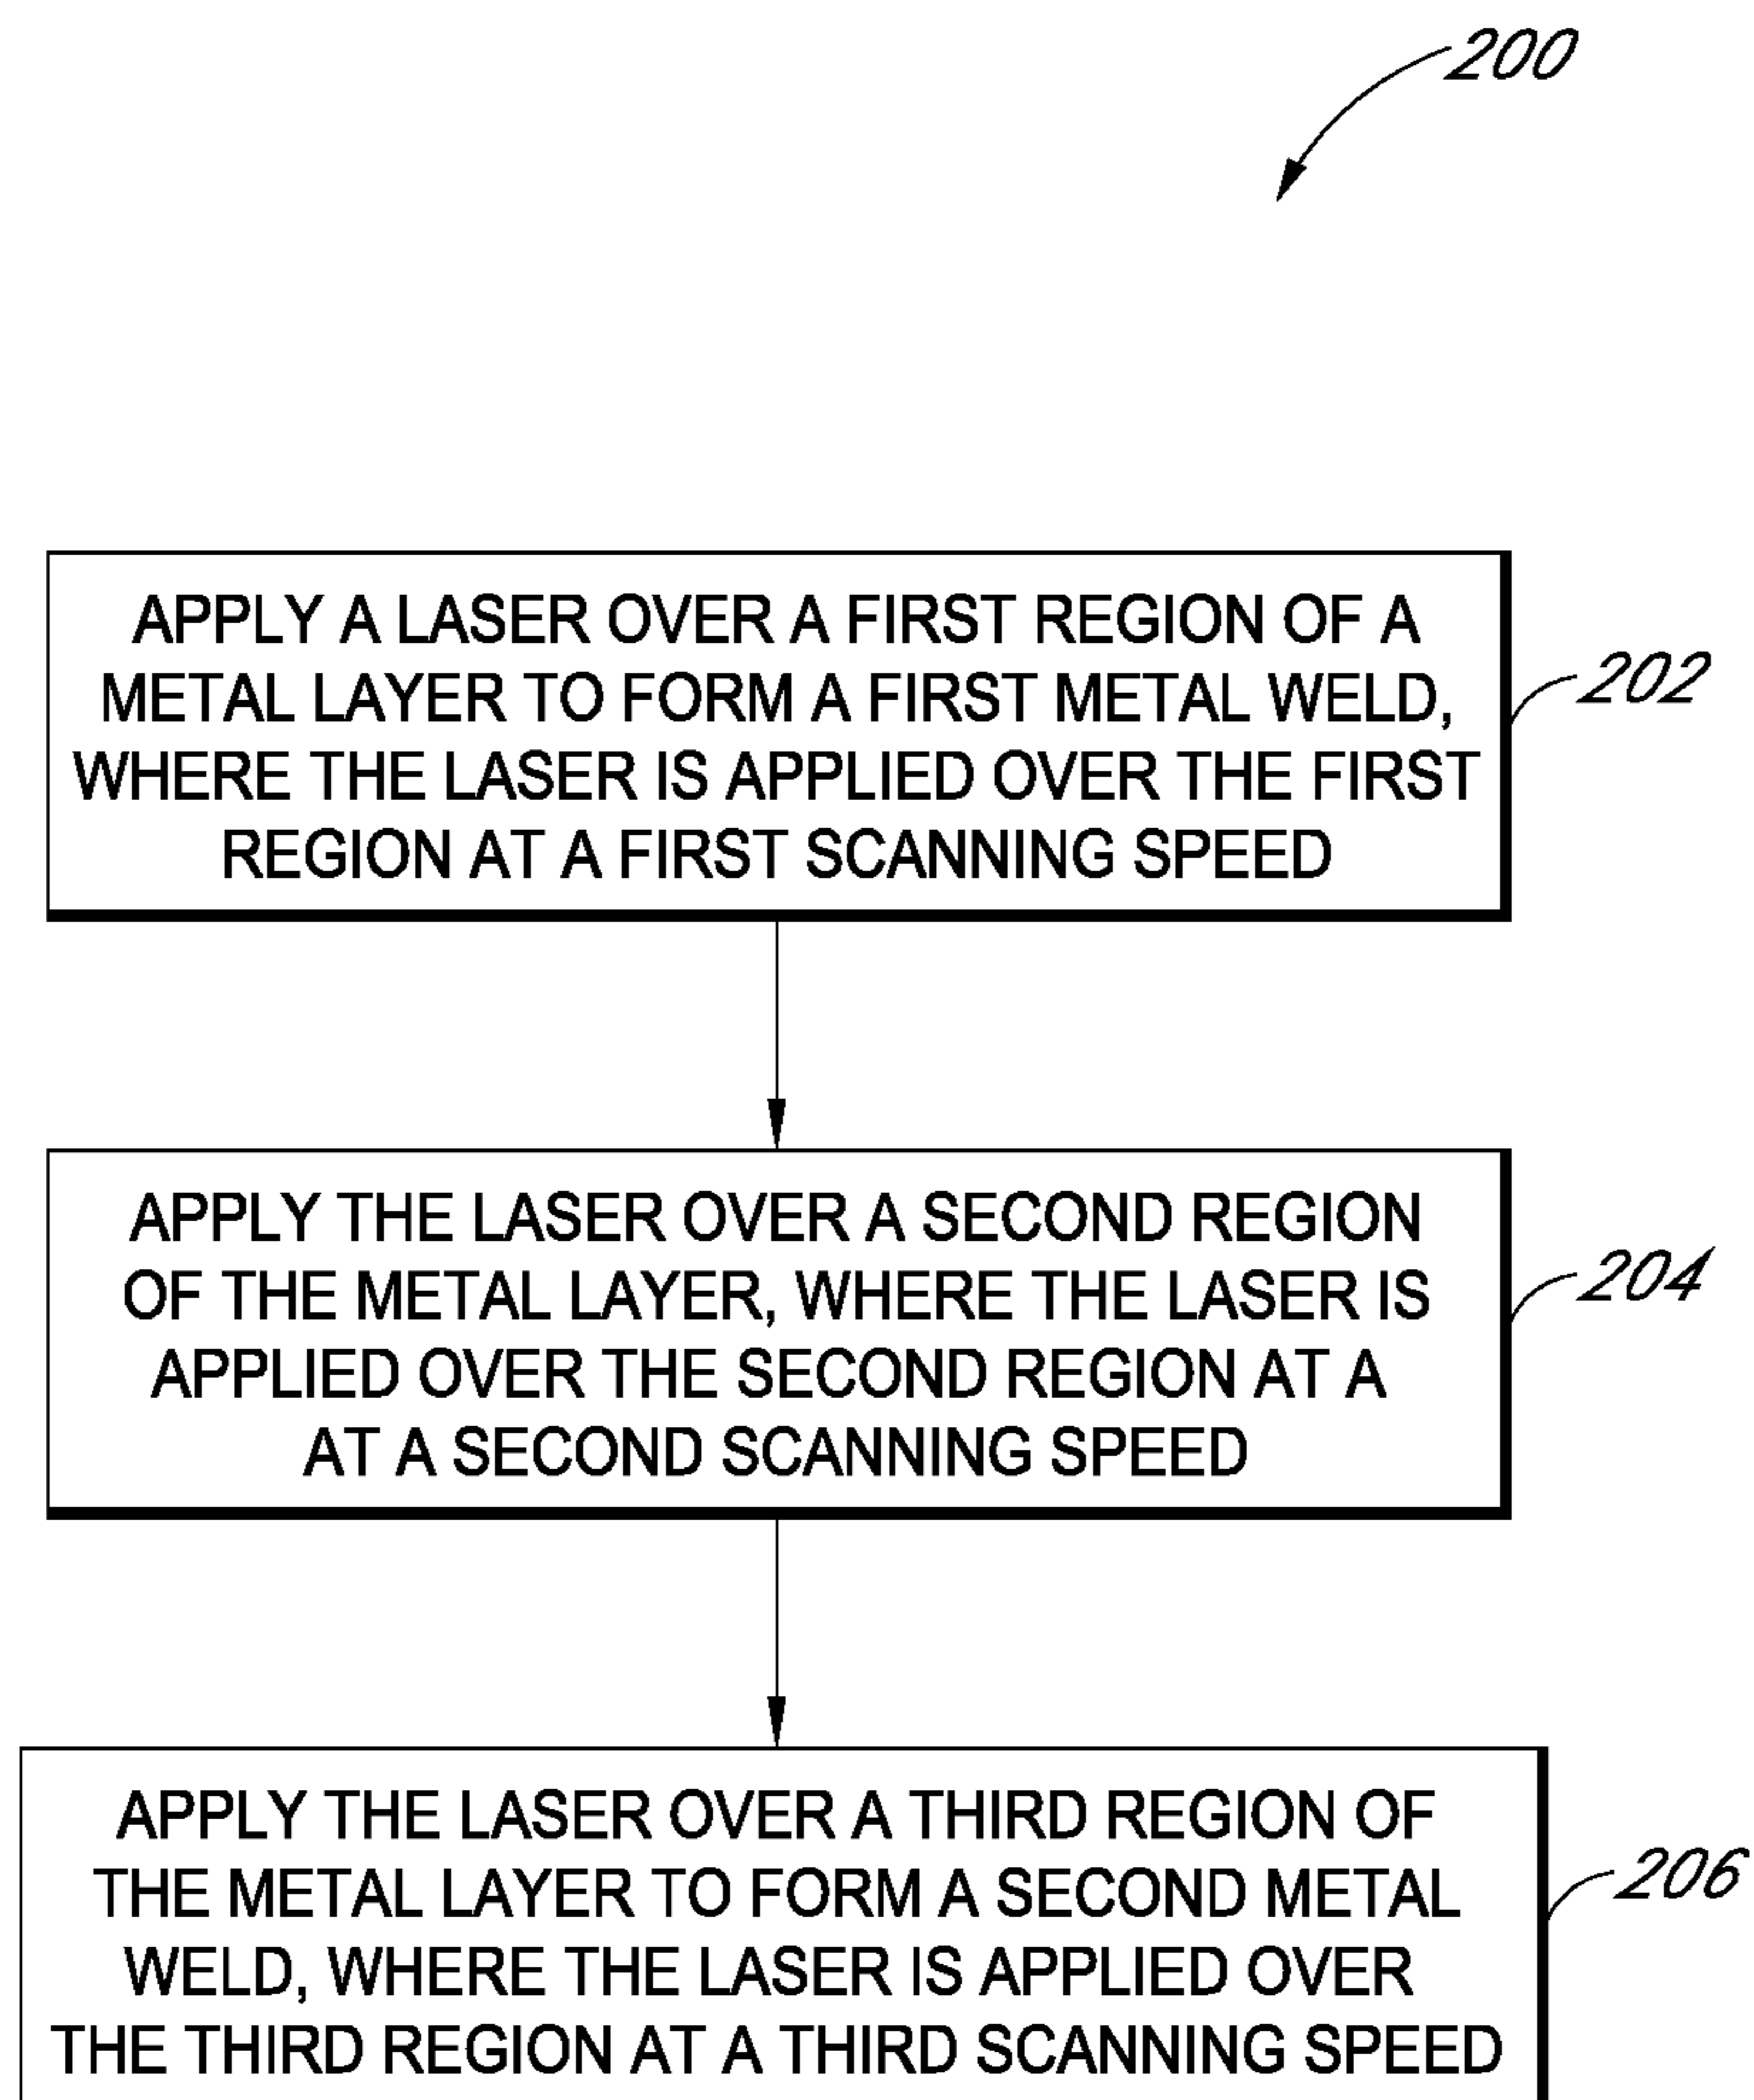 200
APPLY A LASER OVER A FIRST REGION OF A
METAL LAYER TO FORM A FIRST METAL WELD,
WHERE THE LASER IS APPLIED OVER THE FIRST
REGION AT A FIRST SCANNING SPEED
202
APPLY THE LASER OVER A SECOND REGION
OF THE METAL LAYER, WHERE THE LASER IS
APPLIED OVER THE SECOND REGION AT A
AT A SECOND SCANNING SPEED
204
APPLY THE LASER OVER A THIRD REGION OF
THE METAL LAYER TO FORM A SECOND METAL
WELD, WHERE THE LASER IS APPLIED OVER
THE THIRD REGION AT A THIRD SCANNING SPEED
206